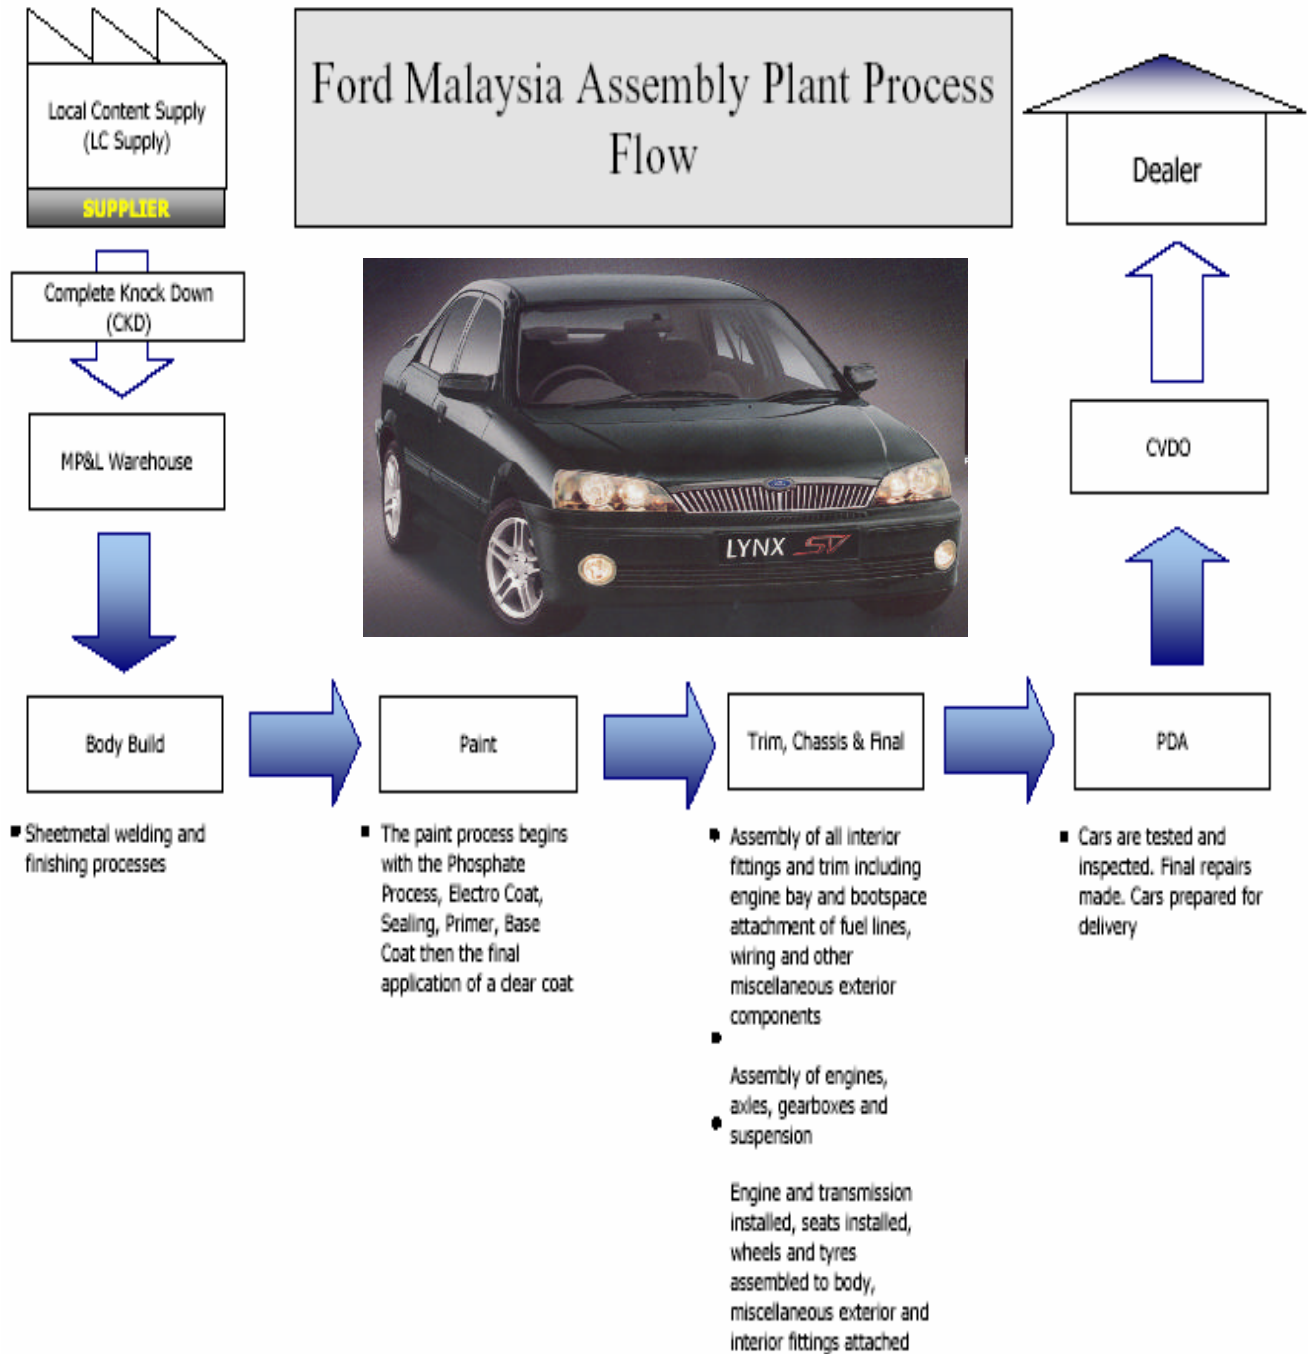 Local Content Supply
(LC Supply)
SUPPLIER
Ford Malaysia Assembly Plant Process
Flow
Dealer
Complete Knock Down
(CKD)
MP&L Warehouse
LYNX
CVDO
Body Build
Paint
Trim, Chassis & Final
PDA
Sheetmetal welding and
finishing processes
The paint process begins
with the Phosphate
Process, Electro Coat,
Sealing, Primer, Base
Coat then the final
application of a clear coat
Assembly of all interior
fittings and trim including
engine bay and bootspace
attachment of fuel lines,
wiring and other
miscellaneous exterior
components
Assembly of engines,
axles, gearboxes and
suspension
Engine and transmission
installed, seats installed,
wheels and tyres
assembled to body,
miscellaneous exterior and
interior fittings attached
Cars are tested and
inspected. Final repairs
made. Cars prepared for
delivery